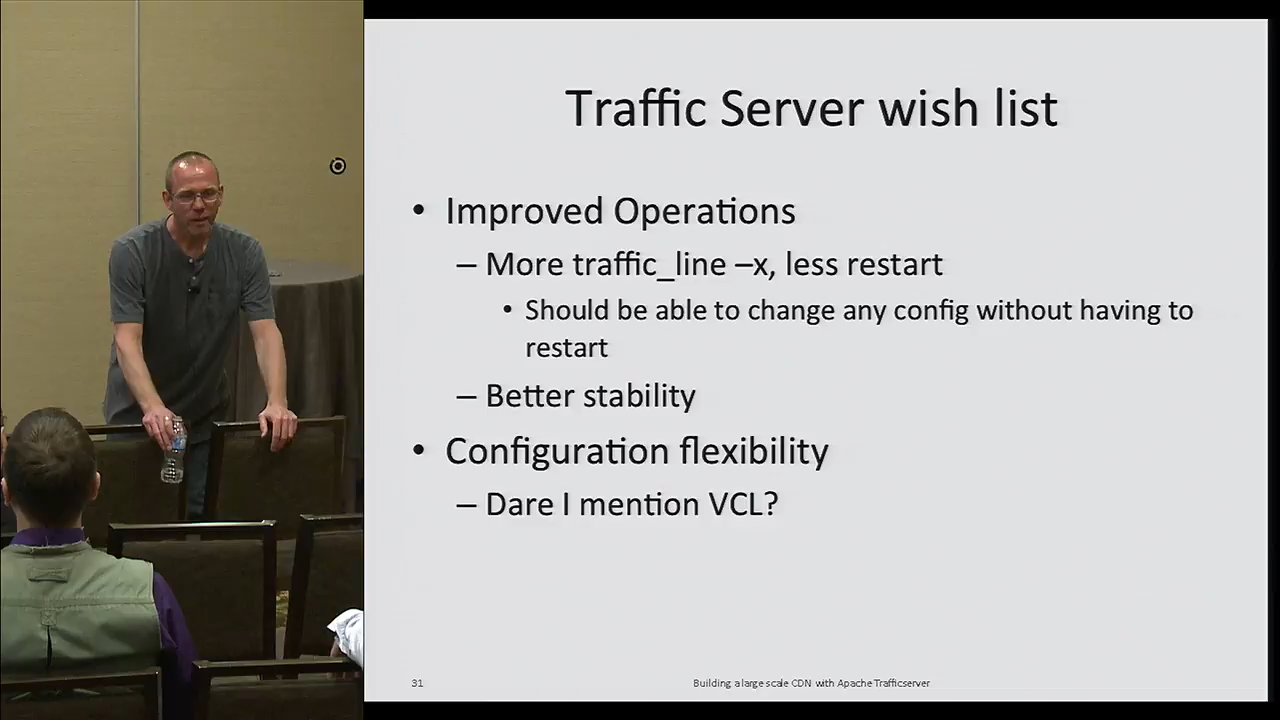 Traffic Server wish list
• Improved Operations
– More traffic_line –x, less restart
• Should be able to change any config without having to
restart
– Better stability
• Configuration flexibility
– Dare I mention VCL?
31
Building a large scale CDN with Apache Trafficserver